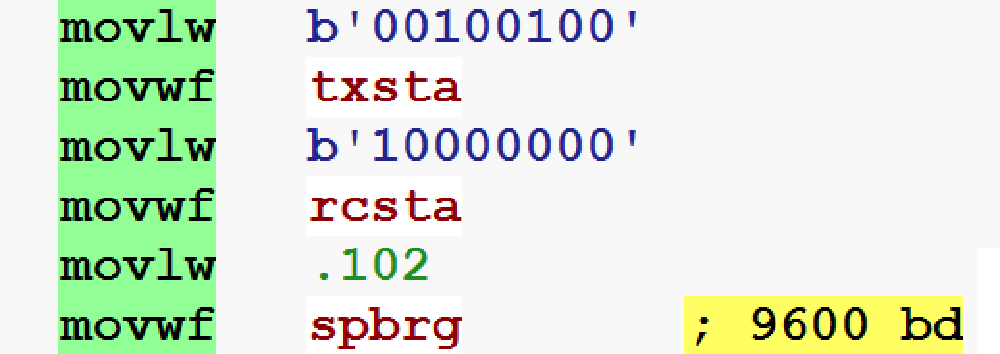 movlw b'00100100'
movwf txsta
movlw b'10000000'
movwf rcsta
movlw .102
movwf spbrg ; 9600 bd